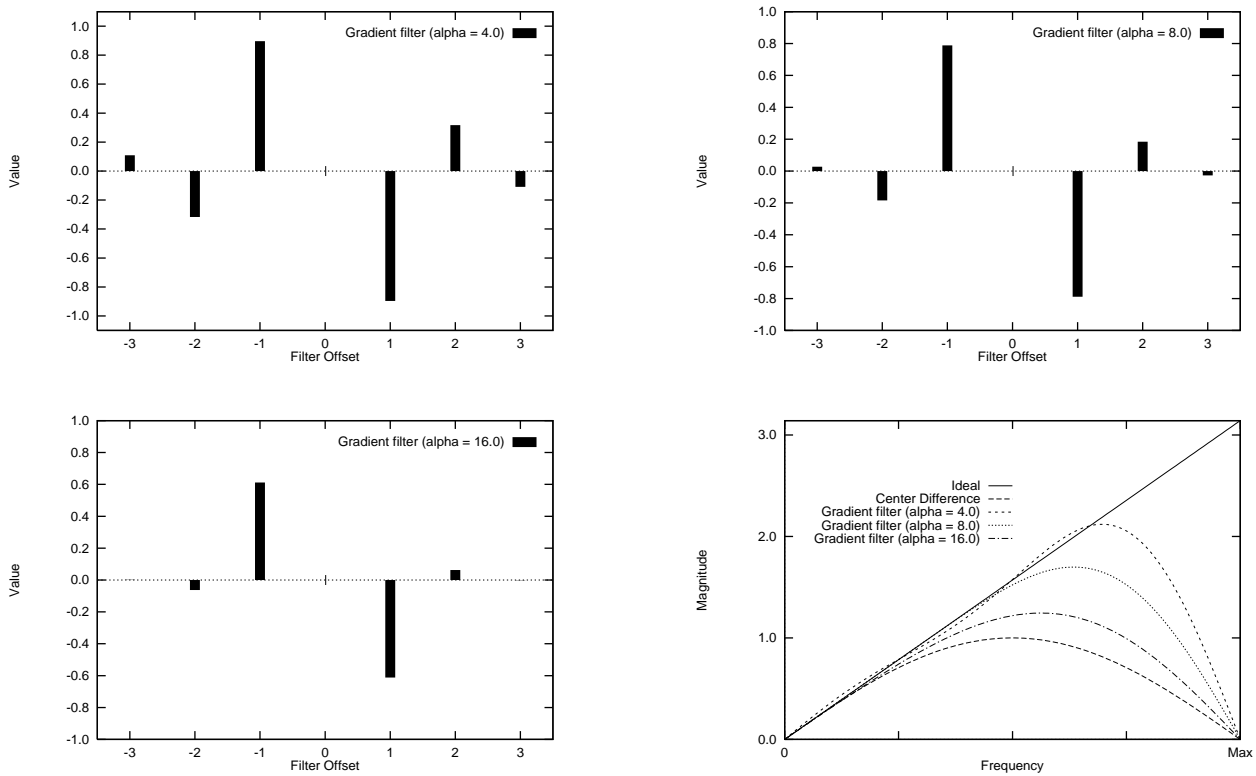 Gradient filter (alpha = 4.0)
1.0
0.8
0.6
0.4
0.2
0.0
-0.2
-0.4
-0.6
-0.8
-1.0
Value
-3 -2 -1 0 1 2 3
Filter Offset
Gradient filter (alpha = 8.0)
1.0
0.8
0.6
0.4
0.2
0.0
-0.2
-0.4
-0.6
-0.8
-1.0
Value
-3 -2 -1 0 1 2 3
Filter Offset
Gradient filter (alpha = 16.0)
1.0
0.8
0.6
0.4
0.2
0.0
-0.2
-0.4
-0.6
-0.8
-1.0
Value
-3 -2 -1 0 1 2 3
Filter Offset
3.0
2.0
1.0
0.0
Magnitude
Ideal
Center Difference
Gradient filter (alpha = 4.0)
Gradient filter (alpha = 8.0)
Gradient filter (alpha = 16.0)
0 Max
Frequency